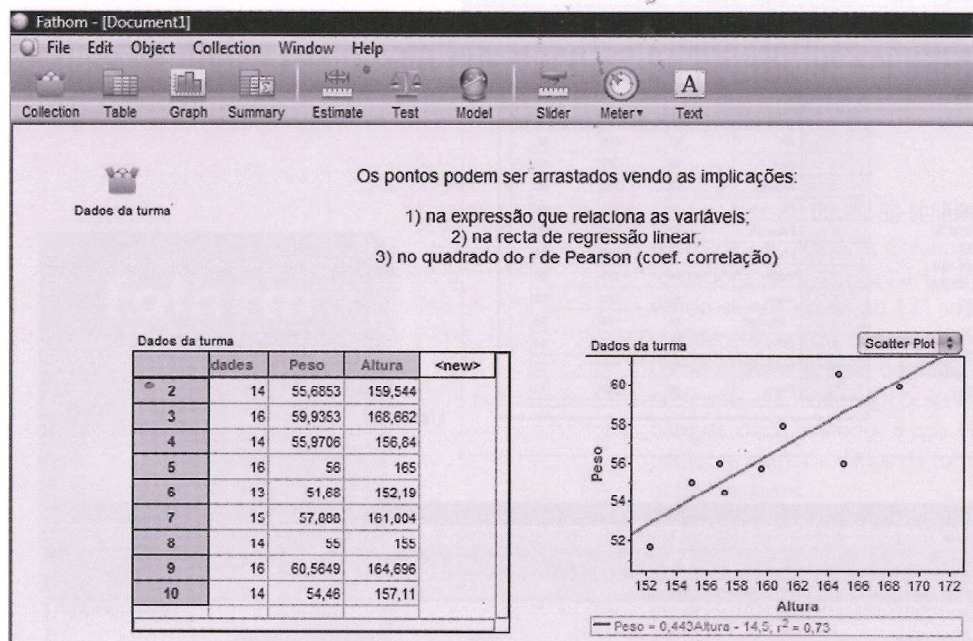 Fathom - [Document1]
File Edit Object Collection Window Help
Collection Table Graph Summary Estimate Test Model Slider Meter Text
Dados da turma
Os pontos podem ser arrastados vendo as implicações:
1) na expressão que relaciona as variáveis;
2) na recta de regressão linear;
3) no quadrado do r de Pearson (coef. correlação)
Dados da turma
dades Peso Altura <new>
2 14 55,6853 159,544
3 16 59,9353 168,662
4 14 55,9706 156,84
5 16 56 165
6 13 51,68 152,19
7 15 57,888 161,004
8 14 55 155
9 16 60,5649 164,696
10 14 54,46 157,11
Dados da turma
Scatter Plot
Peso
60
58
56
54
52
152 154 156 158 160 162 164 166 168 170 172
Altura
Peso = 0,443Altura - 14,5; r² = 0,73